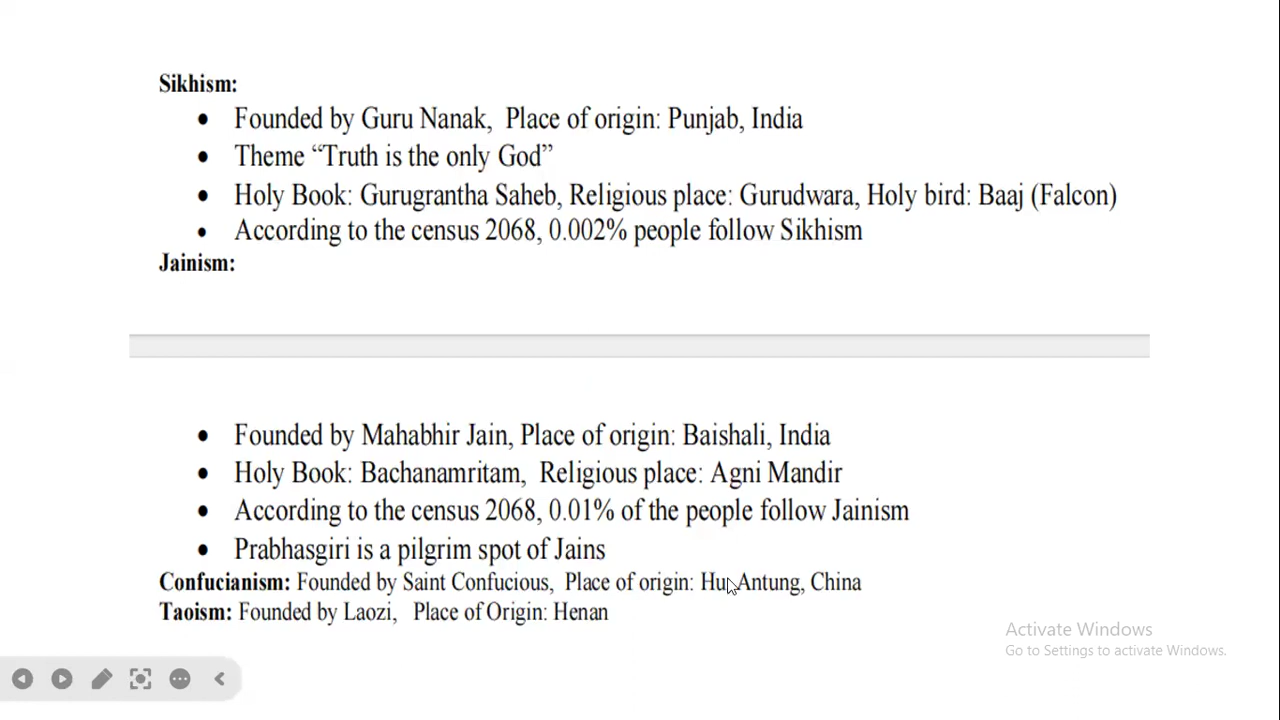 Sikhism:
• Founded by Guru Nanak, Place of origin: Punjab, India
• Theme “Truth is the only God”
• Holy Book: Gurugrantha Saheb, Religious place: Gurudwara, Holy bird: Baaj (Falcon)
• According to the census 2068, 0.002% people follow Sikhism
Jainism:
• Founded by Mahabhir Jain, Place of origin: Baishali, India
• Holy Book: Bachanamritam, Religious place: Agni Mandir
• According to the census 2068, 0.01% of the people follow Jainism
• Prabhasgiri is a pilgrim spot of Jains
Confucianism: Founded by Saint Confucious, Place of origin: China
Taoism: Founded by Laozi, Place of Origin: Henan
Activate Windows
Go to Settings to activate Windows.